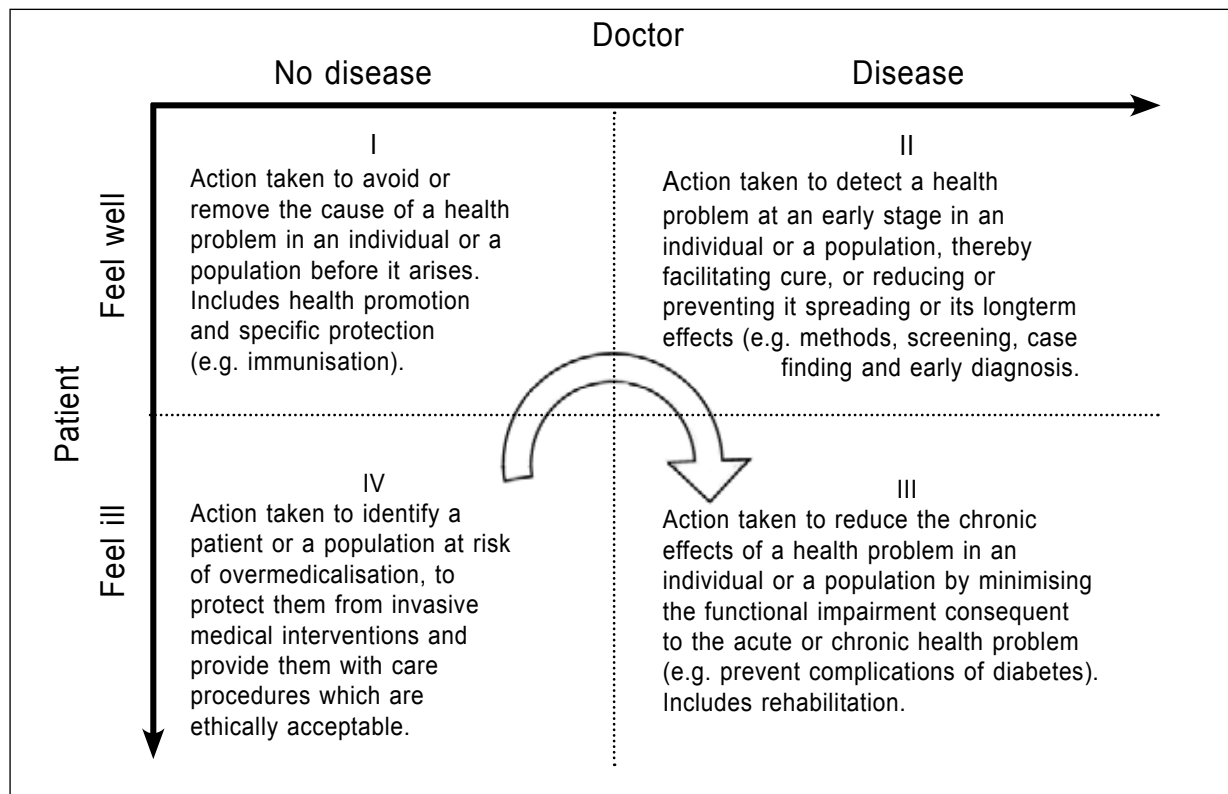 Doctor
No disease
Disease
Patient
Feel well
Feel ill
I
Action taken to avoid or
remove the cause of a health
problem in an individual or a
population before it arises.
Includes health promotion
and specific protection
(e.g. immunisation).
II
Action taken to detect a health
problem at an early stage in an
individual or a population, thereby
facilitating cure, or reducing or
preventing it spreading or its longterm
effects (e.g. methods, screening, case
finding and early diagnosis.
IV
Action taken to identify a
patient or a population at risk
of overmedicalisation, to
protect them from invasive
medical interventions and
provide them with care
procedures which are
ethically acceptable.
III
Action taken to reduce the chronic
effects of a health problem in an
individual or a population by minimising
the functional impairment consequent
to the acute or chronic health problem
(e.g. prevent complications of diabetes).
Includes rehabilitation.